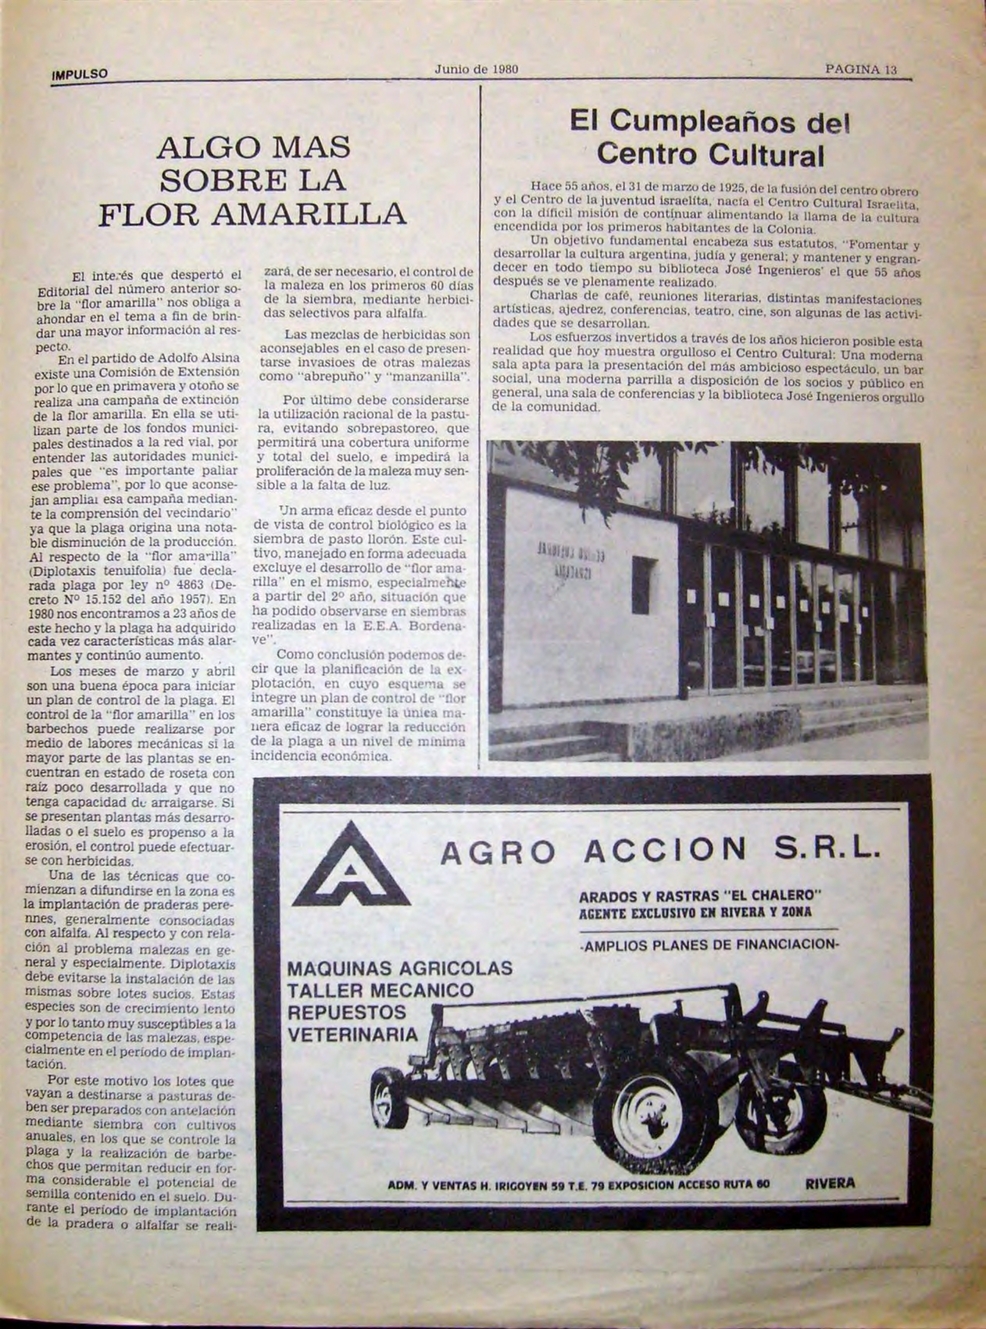 IMPULSO
Junio de 1980
PAGINA 13
ALGO MAS
SOBRE LA
FLOR AMARILLA
El interés que despertó el
Editorial del número anterior so-
bre la "flor amarilla" nos obliga a
ahondar en el tema a fin de brin-
dar una mayor información al res-
pecto.
En el partido de Adolfo Alsina
existe una Comisión de Extensión
por lo que en primavera y otoño se
realiza una campaña de extinción
de la flor amarilla. En ella se uti-
lizan parte de los fondos munici-
pales destinados a la red vial, por
entender las autoridades munici-
pales que "es importante paliar
ese problema", por lo que aconse-
jan ampliar esa campaña median-
te la comprensión del vecindario"
ya que la plaga origina una nota-
ble disminución de la producción.
Al respecto de la "flor amarilla"
(Diplotaxis tenuifolia) fue decla-
rada plaga por ley nº 4863 (De-
creto Nº 15.152 del año 1957). En
1980 nos encontramos a 23 años de
este hecho y la plaga ha adquirido
cada vez características más alar-
mantes y continúo aumento.
Los meses de marzo y abril
son una buena época para iniciar
un plan de control de la plaga. El
control de la "flor amarilla" en los
barbechos puede realizarse por
medio de labores mecánicas si la
mayor parte de las plantas se en-
cuentran en estado de roseta con
raíz poco desarrollada y que no
tenga capacidad de arraigarse. Si
se presentan plantas más desarro-
lladas o el suelo es propenso a la
erosión, el control puede efectuar-
se con herbicidas.
Una de las técnicas que co-
mienzan a difundirse en la zona es
la implantación de praderas pere-
nnes, generalmente consociadas
con alfalfa. Al respecto y con rela-
ción al problema malezas en ge-
neral y especialmente. Diplotaxis
debe evitarse la instalación de las
mismas sobre lotes sucios. Estas
especies son de crecimiento lento
y por lo tanto muy susceptibles a la
competencia de las malezas, espe-
cialmente en el período de implan-
tación.
Por este motivo los lotes que
vayan a destinarse a pasturas de-
ben ser preparados con antelación
mediante siembra con cultivos
anuales, en los que se controle la
plaga y la realización de barbe-
chos que permitan reducir en for-
ma considerable el potencial de
semilla contenido en el suelo. Du-
rante el período de implantación
de la pradera o alfalfar se reali-
zará, de ser necesario, el control de
la maleza en los primeros 60 días
de la siembra, mediante herbici-
das selectivos para alfalfa.
Las mezclas de herbicidas son
aconsejables en el caso de presen-
tarse invasioes de otras malezas
como "abrepuño" y "manzanilla".
Por último debe considerarse
la utilización racional de la pastu-
ra, evitando sobrepastoreo, que
permitirá una cobertura uniforme
y total del suelo, e impedirá la
proliferación de la maleza muy sen-
sible a la falta de luz.
Un arma eficaz desde el punto
de vista de control biológico es la
siembra de pasto llorón. Este cul-
tivo, manejado en forma adecuada
excluye el desarrollo de "flor ama-
rilla" en el mismo, especialmente
a partir del 2º año, situación que
ha podido observarse en siembras
realizadas en la E.E.A. Bordena-
ve".
Como conclusión podemos de-
cir que la planificación de la ex
plotación, en cuyo esquema se
integre un plan de control de "flor
amarilla" constituye la única ma-
nera eficaz de lograr la reducción
de la plaga a un nivel de mínima
incidencia económica.
El Cumpleaños del
Centro Cultural
Hace 55 años, el 31 de marzo de 1925, de la fusión del centro obrero
y el Centro de la juventud israelita, nacía el Centro Cultural Israelita,
con la difícil misión de continuar alimentando la llama de la cultura
encendida por los primeros habitantes de la Colonia.
Un objetivo fundamental encabeza sus estatutos, "Fomentar y
desarrollar la cultura argentina, judía y general; y mantener y engran-
decer en todo tiempo su biblioteca José Ingenieros' el que 55 años
después se ve plenamente realizado.
Charlas de café, reuniones literarias, distintas manifestaciones
artísticas, ajedrez, conferencias, teatro, cine, son algunas de las activi-
dades que se desarrollan.
Los esfuerzos invertidos a través de los años hicieron posible esta
realidad que hoy muestra orgulloso el Centro Cultural: Una moderna
sala apta para la presentación del más ambicioso espectáculo, un bar
social, una moderna parrilla a disposición de los socios y público en
general, una sala de conferencias y la biblioteca José Ingenieros orgullo
de la comunidad.
AGRO ACCION S.R.L.
ARADOS Y RASTRAS "EL CHALERO"
AGENTE EXCLUSIVO EN RIVERA Y ZONA
-AMPLIOS PLANES DE FINANCIACION-
MAQUINAS AGRICOLAS
TALLER MECANICO
REPUESTOS
VETERINARIA
ADM. Y VENTAS H. IRIGOYEN 59 T.E. 79 EXPOSICION ACCESO RUTA 60 RIVERA